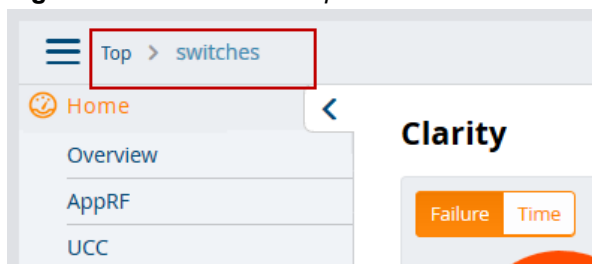 Top > switches
Home
Overview
AppRF
UCC
Clarity
Failure Time